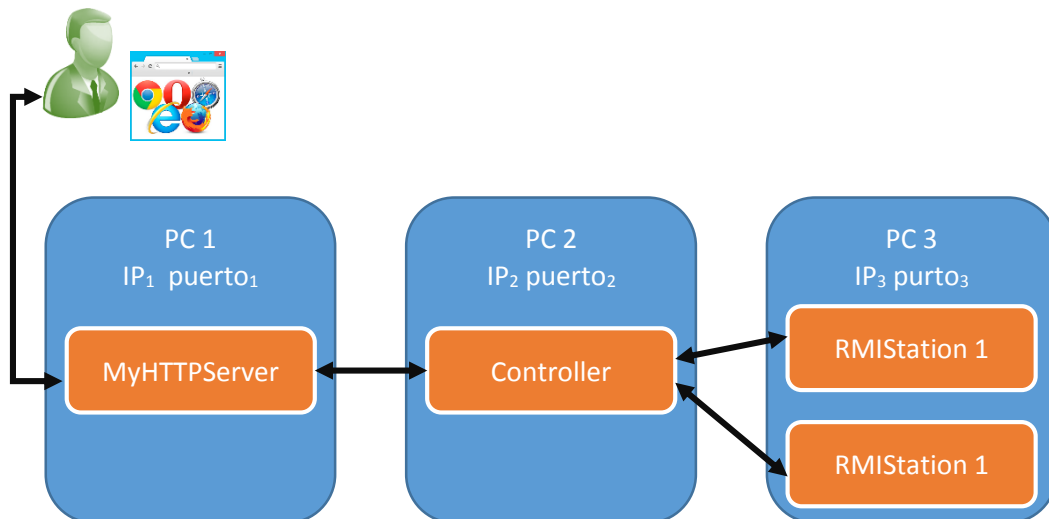 PC 1
IP₁ puerto₁
MyHTTPServer
PC 2
IP₂ puerto₂
Controller
PC 3
IP₃ purto₃
RMIStation 1
RMIStation 1